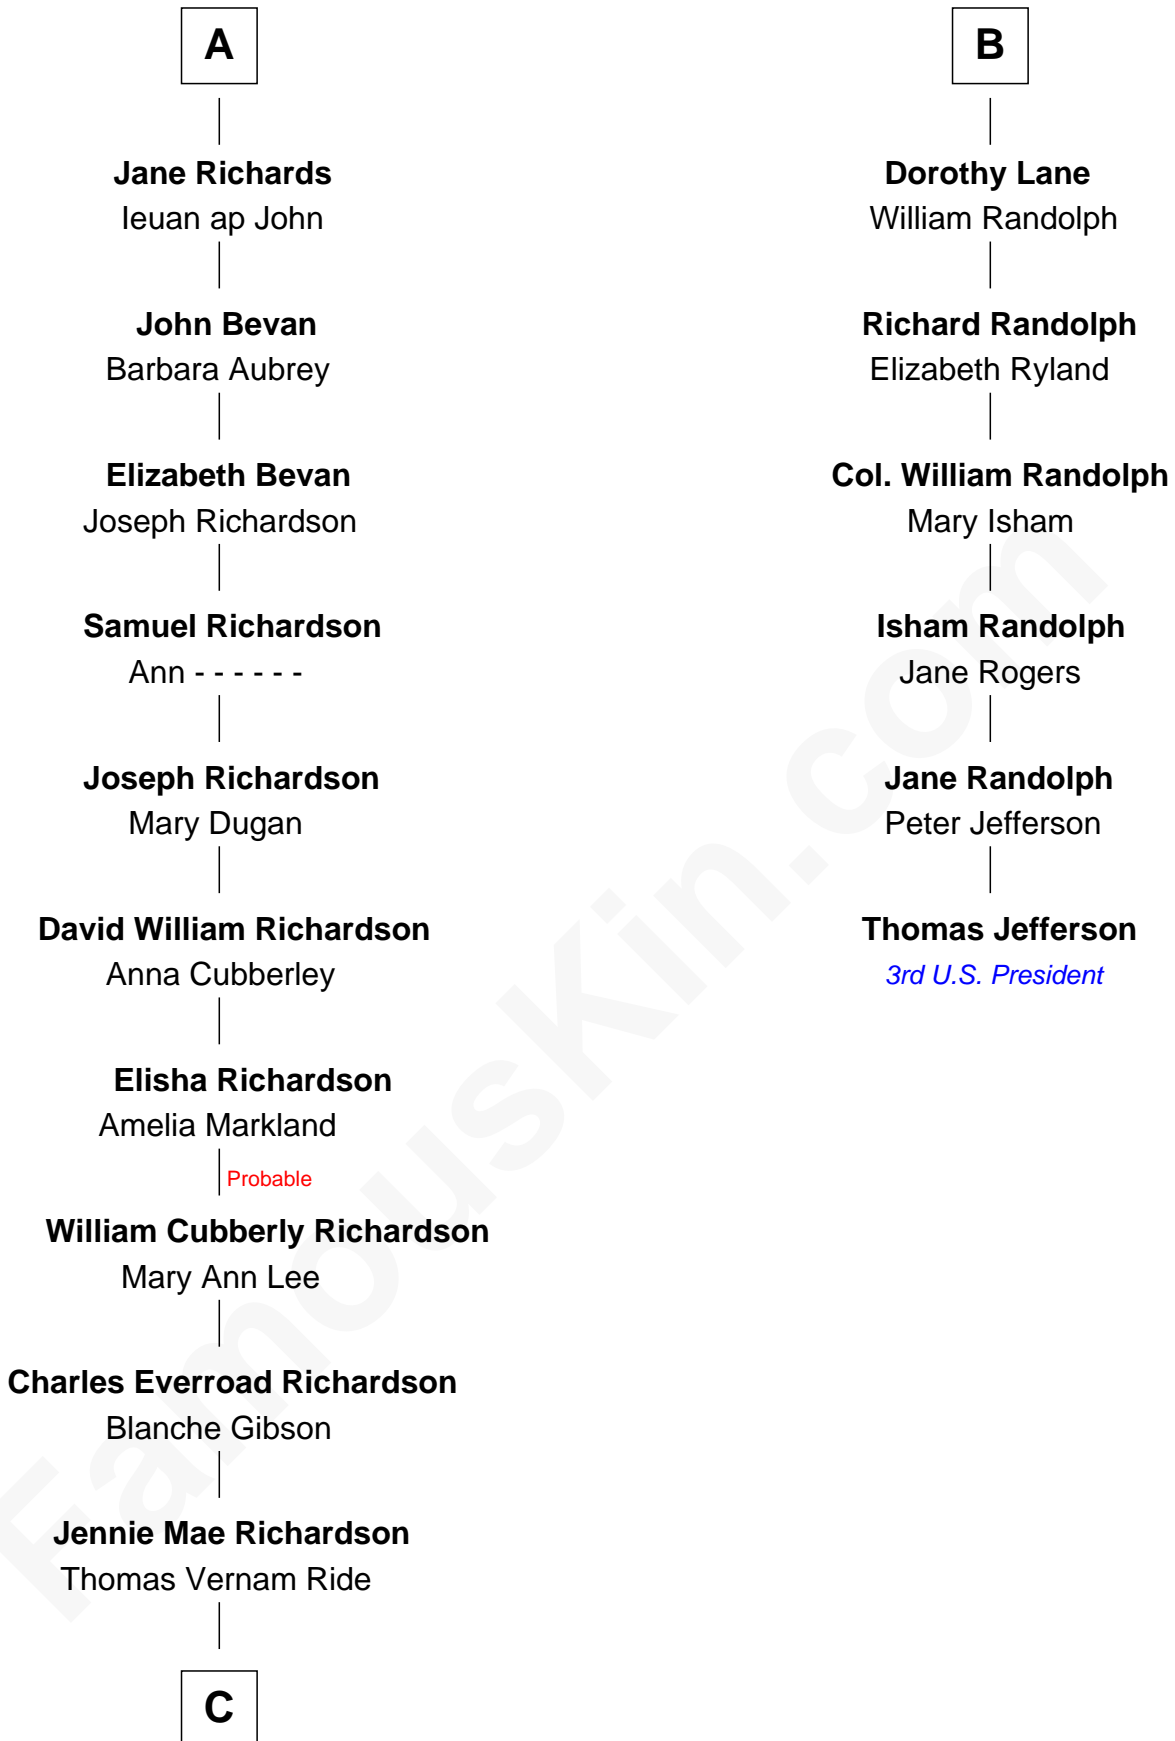 A
Jane Richards
Ieuan ap John
John Bevan
Barbara Aubrey
Elizabeth Bevan
Joseph Richardson
Samuel Richardson
Ann - - - - - -
Joseph Richardson
Mary Dugan
David William Richardson
Anna Cubberley
Elisha Richardson
Amelia Markland
Probable
William Cubberly Richardson
Mary Ann Lee
Charles Everroad Richardson
Blanche Gibson
Jennie Mae Richardson
Thomas Vernam Ride
C
B
Dorothy Lane
William Randolph
Richard Randolph
Elizabeth Ryland
Col. William Randolph
Mary Isham
Isham Randolph
Jane Rogers
Jane Randolph
Peter Jefferson
Thomas Jefferson
3rd U.S. President
FamousKin.com